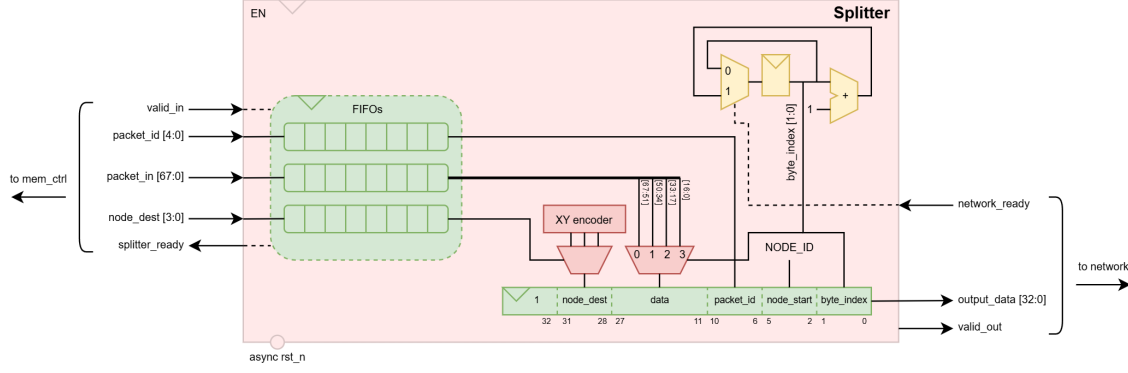 EN
Splitter
0
1
+
1
byte_index [1:0]
FIFOs
valid_in
packet_id [4:0]
packet_in [67:0]
node_dest [3:0]
splitter_ready
to mem_ctrl
[67:51]
[50:34]
[33:17]
[16:0]
XY encoder
0 1 2 3
NODE_ID
network_ready
to network
1 node_dest data packet_id node_start byte_index
32 31 28 27 11 10 6 5 2 1 0
output_data [32:0]
valid_out
async rst_n